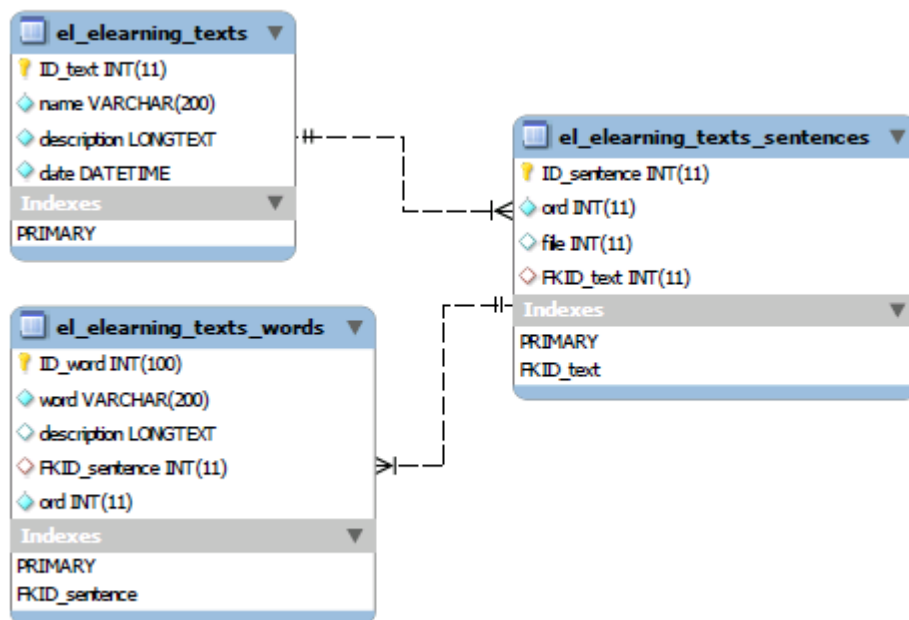 el_elearning_texts
ID_text INT(11)
name VARCHAR(200)
description LONGTEXT
date DATETIME
Indexes
PRIMARY
el_elearning_texts_sentences
ID_sentence INT(11)
ord INT(11)
file INT(11)
FKID_text INT(11)
Indexes
PRIMARY
FKID_text
el_elearning_texts_words
ID_word INT(100)
word VARCHAR(200)
description LONGTEXT
FKID_sentence INT(11)
ord INT(11)
Indexes
PRIMARY
FKID_sentence